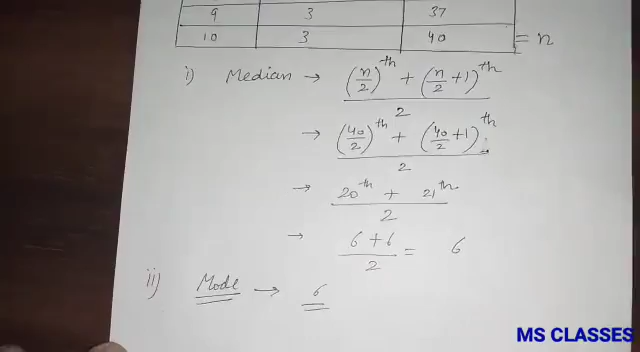 9 3 37
10 3 40 = n
i) Median → (n/2)^th + (n/2 + 1)^th / 2
→ (40/2)^th + (40/2 + 1)^th / 2
→ 20^th + 21^th / 2
→ 6 + 6 / 2 = 6
ii) Mode → 6
MS CLASSES